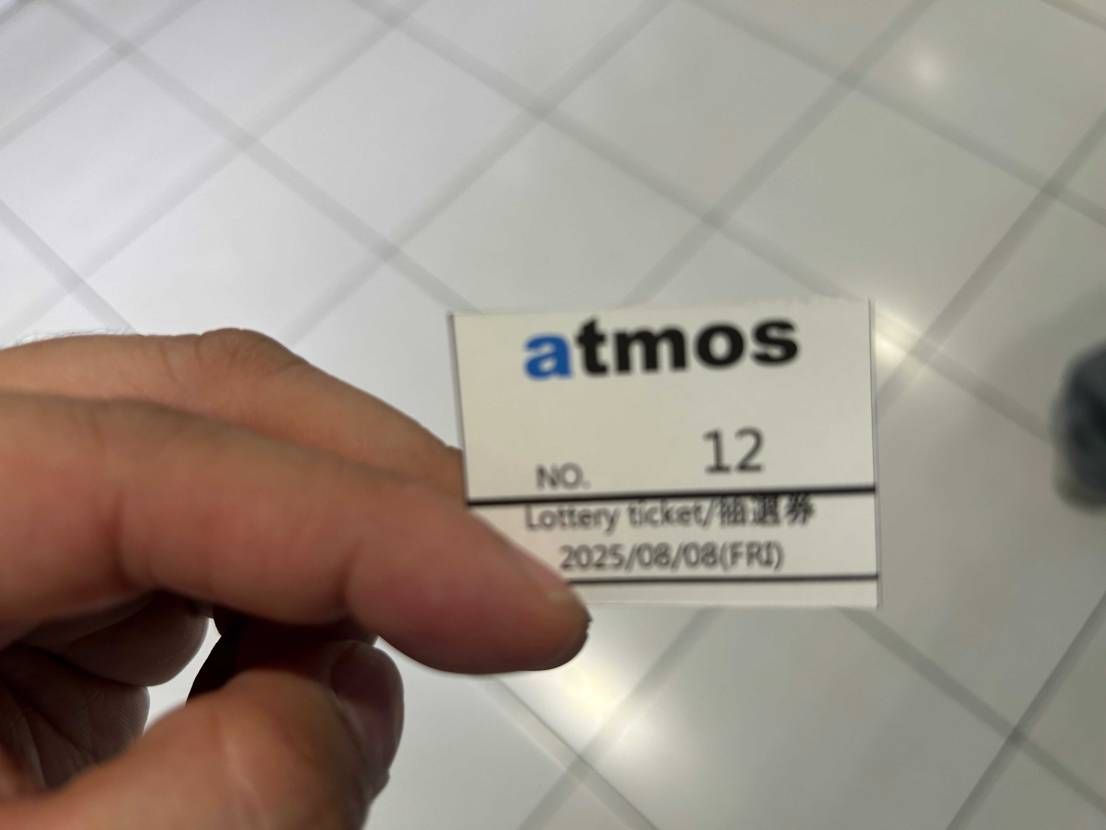 atmos
NO. 12
Lottery ticket/抽選券
2025/08/08(FRI)